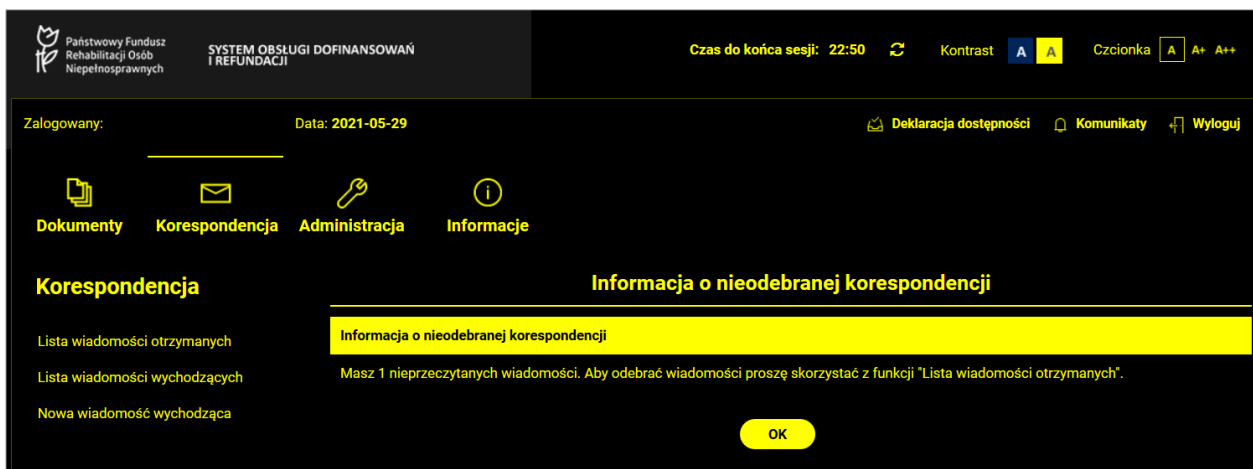 Państwowy Fundusz
Rehabilitacji Osób
Niepełnosprawnych
SYSTEM OBSŁUGI DOFINANSOWAŃ
I REFUNDACJI
Czas do końca sesji: 22:50 Kontrast A A Czcionka A A+ A++
Zalogowany: Data: 2021-05-29 Deklaracja dostępności Komunikaty Wyloguj
Dokumenty Korespondencja Administracja Informacje
Korespondencja
Lista wiadomości otrzymanych
Lista wiadomości wychodzących
Nowa wiadomość wychodząca
Informacja o nieodebranej korespondencji
Informacja o nieodebranej korespondencji
Masz 1 nieprzeczytanych wiadomości. Aby odebrać wiadomości proszę skorzystać z funkcji "Lista wiadomości otrzymanych".
OK